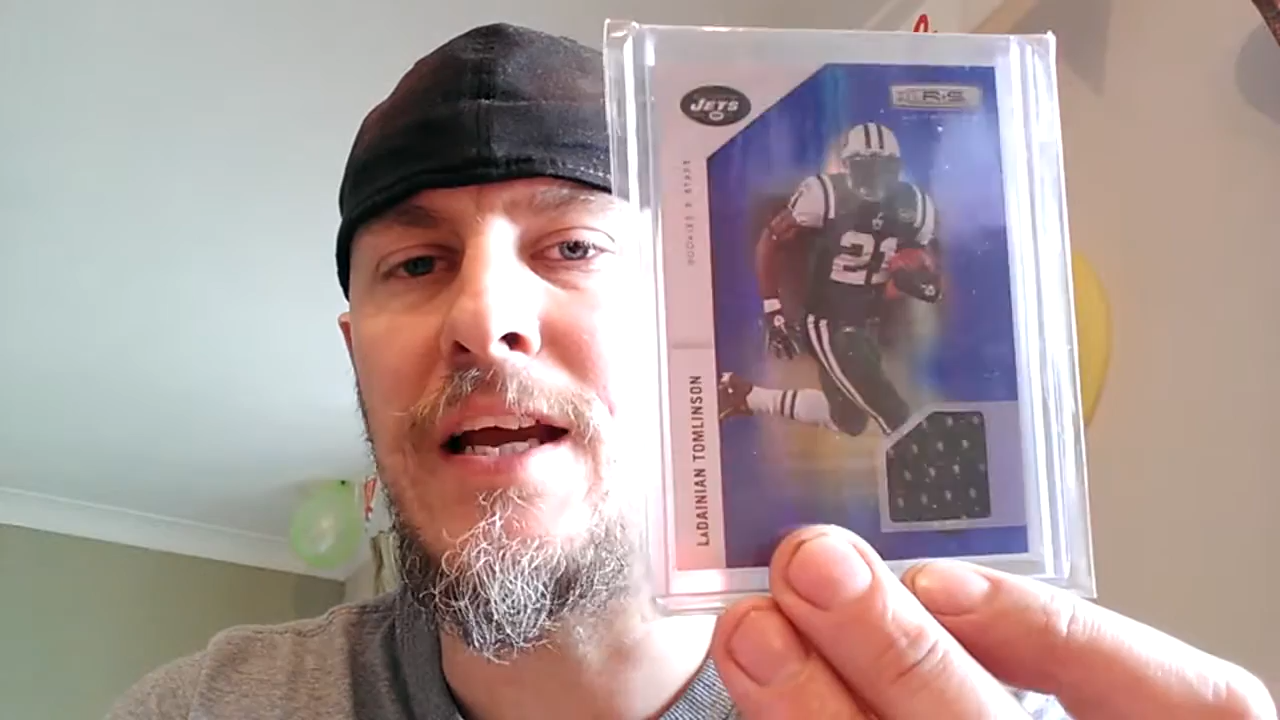 JETS
R&S
ROOKIES & STARS
21
LaDAINIAN TOMLINSON